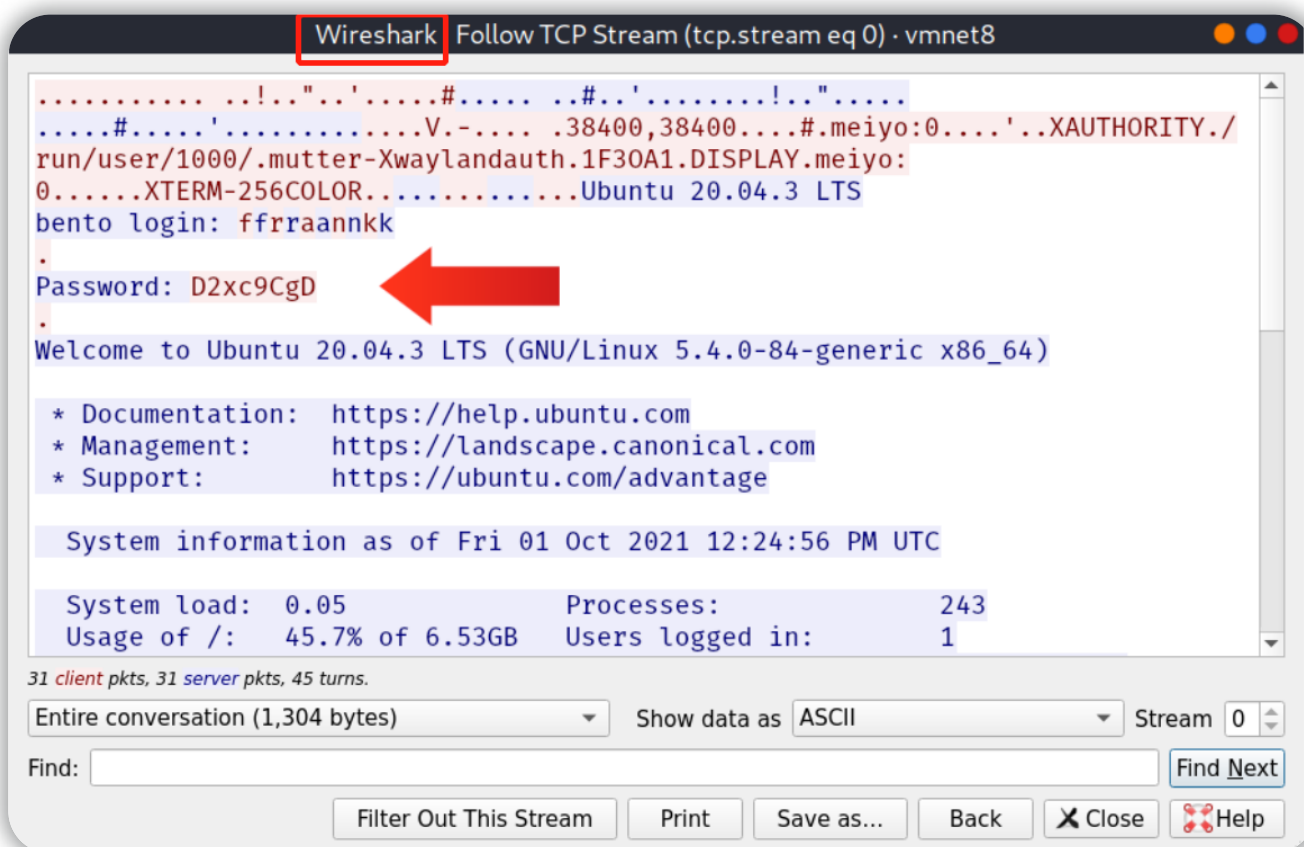 Wireshark Follow TCP Stream (tcp.stream eq 0) · vmnet8
........... ..!.."..'.....#..... ..#..'........!..".....
.....#.....'.............V.-.... .38400,38400....#.meiyo:0....'..XAUTHORITY./
run/user/1000/.mutter-Xwaylandauth.1F3OA1.DISPLAY.meiyo:
0......XTERM-256COLOR..............Ubuntu 20.04.3 LTS
bento login: ffrraannkk
.
Password: D2xc9CgD
.
Welcome to Ubuntu 20.04.3 LTS (GNU/Linux 5.4.0-84-generic x86_64)
* Documentation: https://help.ubuntu.com
* Management: https://landscape.canonical.com
* Support: https://ubuntu.com/advantage
System information as of Fri 01 Oct 2021 12:24:56 PM UTC
System load: 0.05 Processes: 243
Usage of /: 45.7% of 6.53GB Users logged in: 1
31 client pkts, 31 server pkts, 45 turns.
Entire conversation (1,304 bytes) Show data as ASCII Stream 0
Find: Find Next
Filter Out This Stream Print Save as... Back Close Help